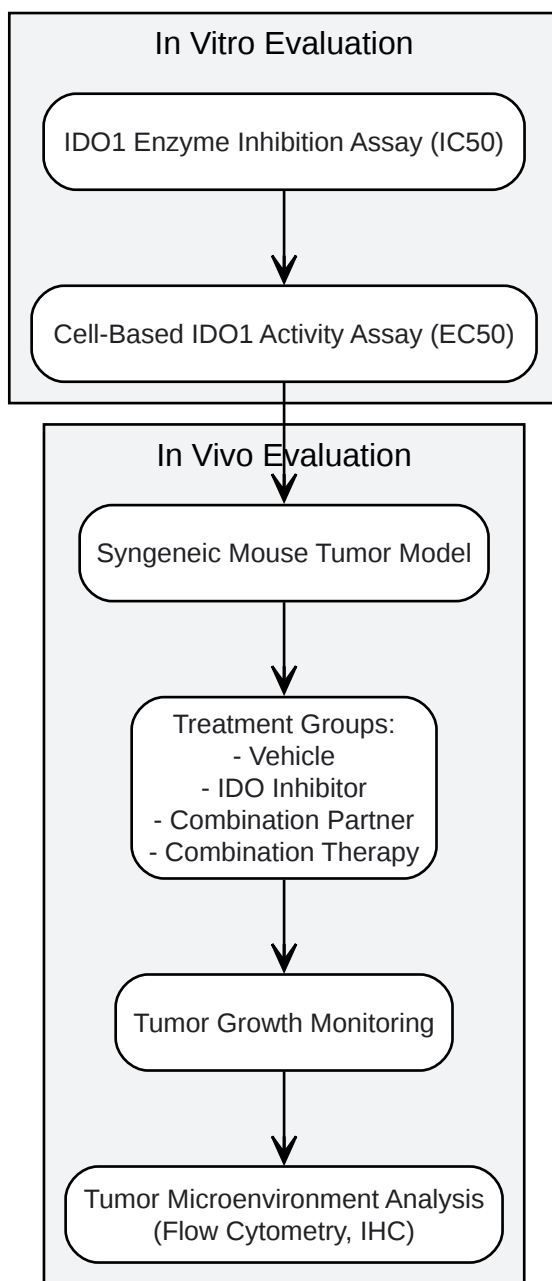 In Vitro Evaluation
IDO1 Enzyme Inhibition Assay (IC50)
Cell-Based IDO1 Activity Assay (EC50)
In Vivo Evaluation
Syngeneic Mouse Tumor Model
Treatment Groups:
- Vehicle
- IDO Inhibitor
- Combination Partner
- Combination Therapy
Tumor Growth Monitoring
Tumor Microenvironment Analysis
(Flow Cytometry, IHC)